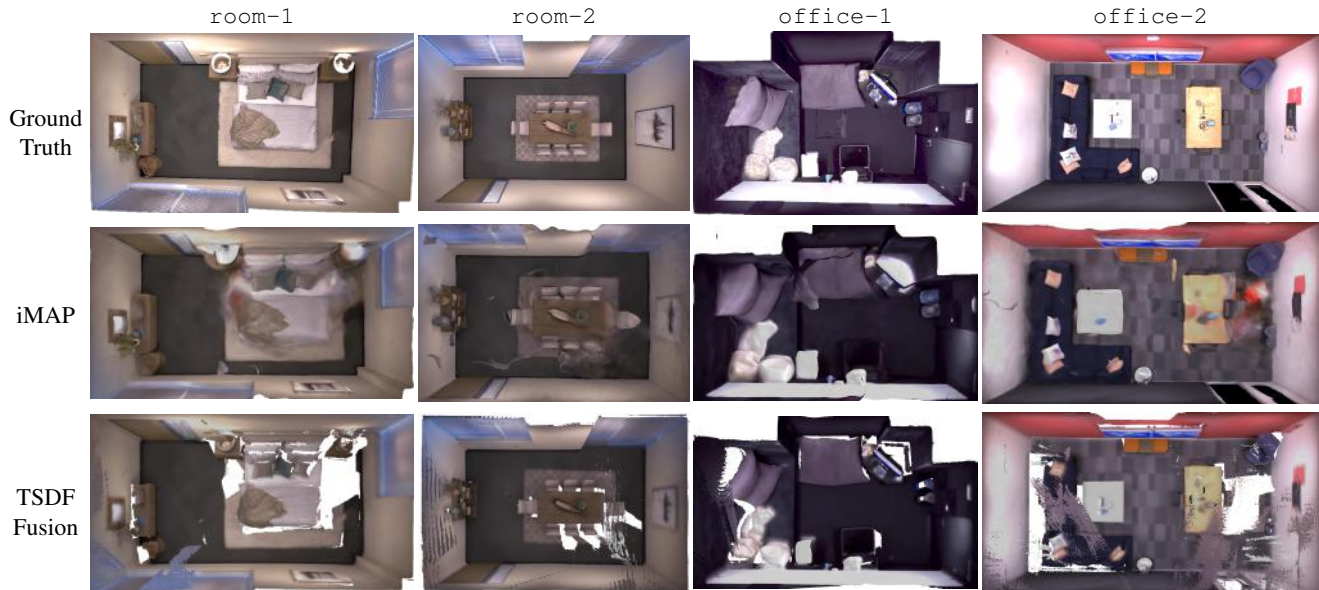 room-1
room-2
office-1
office-2
Ground
Truth
iMAP
TSDF
Fusion